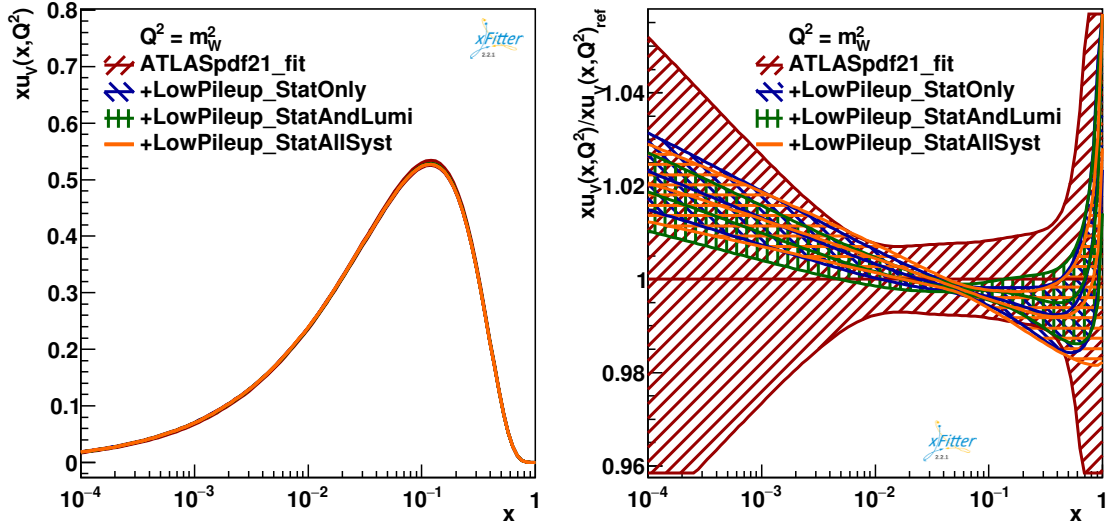 xu_V(x,Q²)
0.8
0.7
0.6
0.5
0.4
0.3
0.2
0.1
0
Q² = m²_W
ATLASpdf21_fit
+LowPileup_StatOnly
+LowPileup_StatAndLumi
+LowPileup_StatAllSyst
xFitter
2.2.1
10⁻⁴
10⁻³
10⁻²
10⁻¹
1
x
xu_V(x,Q²)/xu_V(x,Q²)_ref
1.04
1.02
1
0.98
0.96
Q² = m²_W
ATLASpdf21_fit
+LowPileup_StatOnly
+LowPileup_StatAndLumi
+LowPileup_StatAllSyst
xFitter
2.2.1
10⁻⁴
10⁻³
10⁻²
10⁻¹
1
x